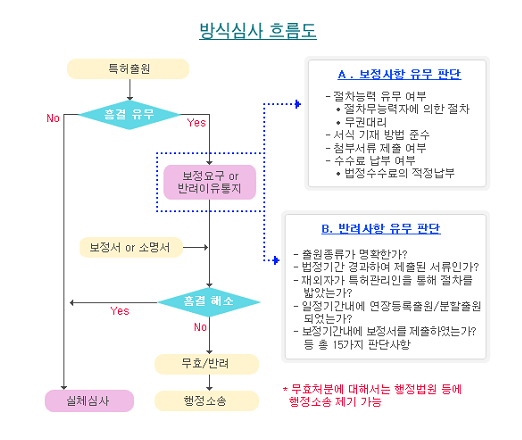 방식심사 흐름도
특허출원
흠결 유무
No
Yes
보정요구 or
반려이유통지
보정서 or 소명서
흠결 해소
Yes
No
무효/반려
실체심사
행정소송
A . 보정사항 유무 판단
- 절차능력 유무 여부
• 절차무능력자에 의한 절차
• 무권대리
- 서식 기재 방법 준수
- 첨부서류 제출 여부
- 수수료 납부 여부
• 법정수수료의 적정납부
B. 반려사항 유무 판단
- 출원종류가 명확한가?
- 법정기간 경과하여 제출된 서류인가?
- 재외자가 특허관리인을 통해 절차를
밟았는가?
- 일정기간내에 연장등록출원/분할출원
되었는가?
- 보정기간내에 보정서를 제출하였는가?
등 총 15가지 판단사항
* 무효처분에 대해서는 행정법원 등에
행정소송 제기 가능